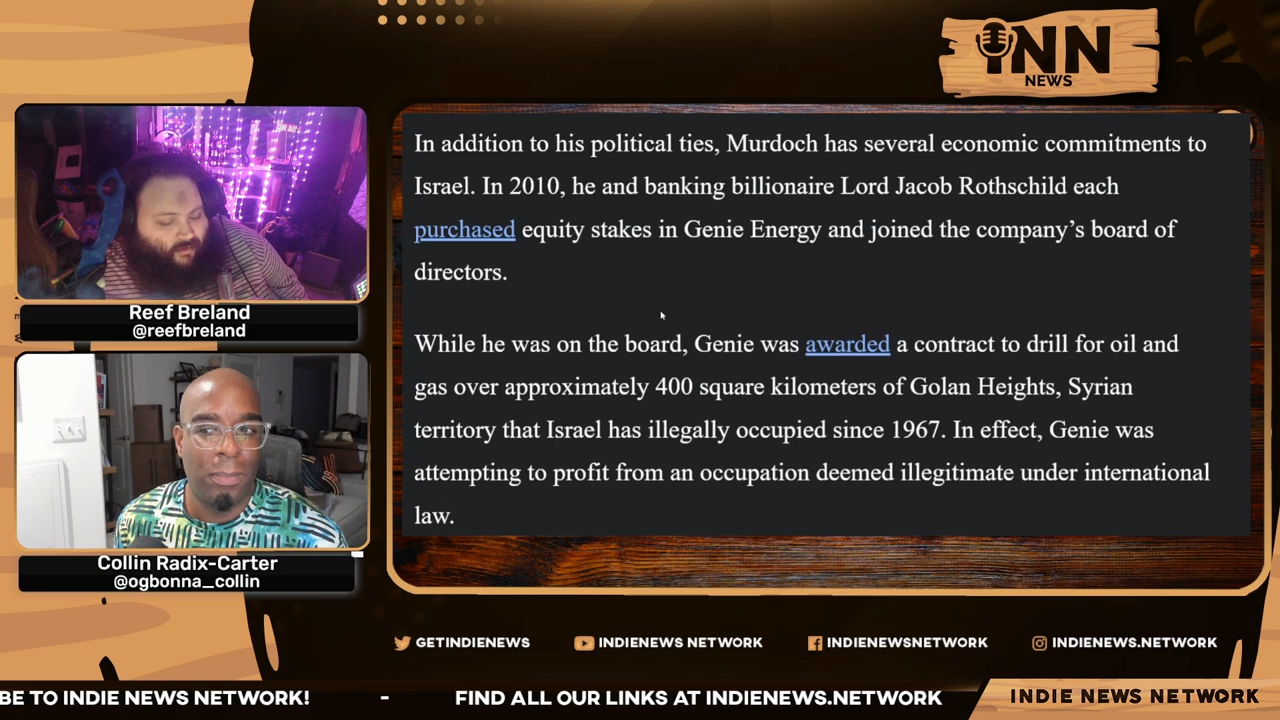 INN
NEWS
In addition to his political ties, Murdoch has several economic commitments to
Israel. In 2010, he and banking billionaire Lord Jacob Rothschild each
purchased equity stakes in Genie Energy and joined the company’s board of
directors.
While he was on the board, Genie was awarded a contract to drill for oil and
gas over approximately 400 square kilometers of Golan Heights, Syrian
territory that Israel has illegally occupied since 1967. In effect, Genie was
attempting to profit from an occupation deemed illegitimate under international
law.
Reef Breland
@reefbreland
Collin Radix-Carter
@ogbonna_collin
GETINDIENEWS
INDIENEWS NETWORK
INDIENEWSNETWORK
INDIENEWS.NETWORK
BE TO INDIE NEWS NETWORK! - FIND ALL OUR LINKS AT INDIENEWS.NETWORK
INDIE NEWS NETWORK